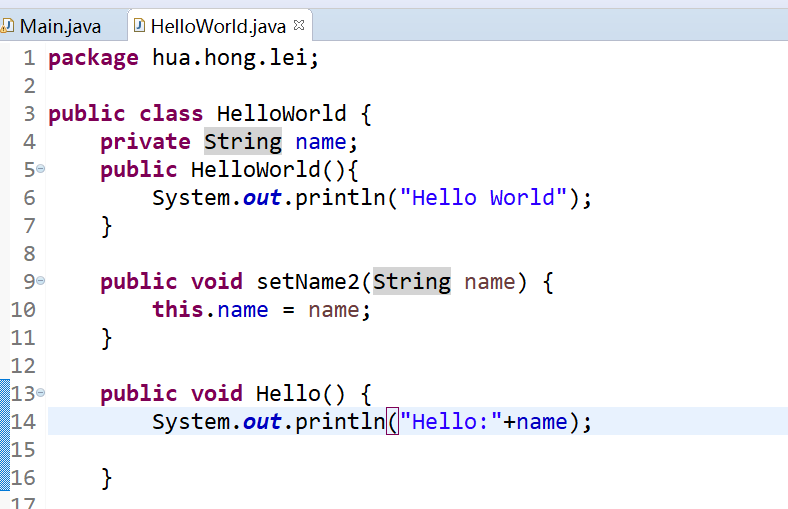 Main.java HelloWorld.java
1 package hua.hong.lei;
2
3 public class HelloWorld {
4     private String name;
5     public HelloWorld(){
6         System.out.println("Hello World");
7     }
8
9     public void setName2(String name) {
10         this.name = name;
11     }
12
13     public void Hello() {
14         System.out.println("Hello:"+name);
15
16     }
17